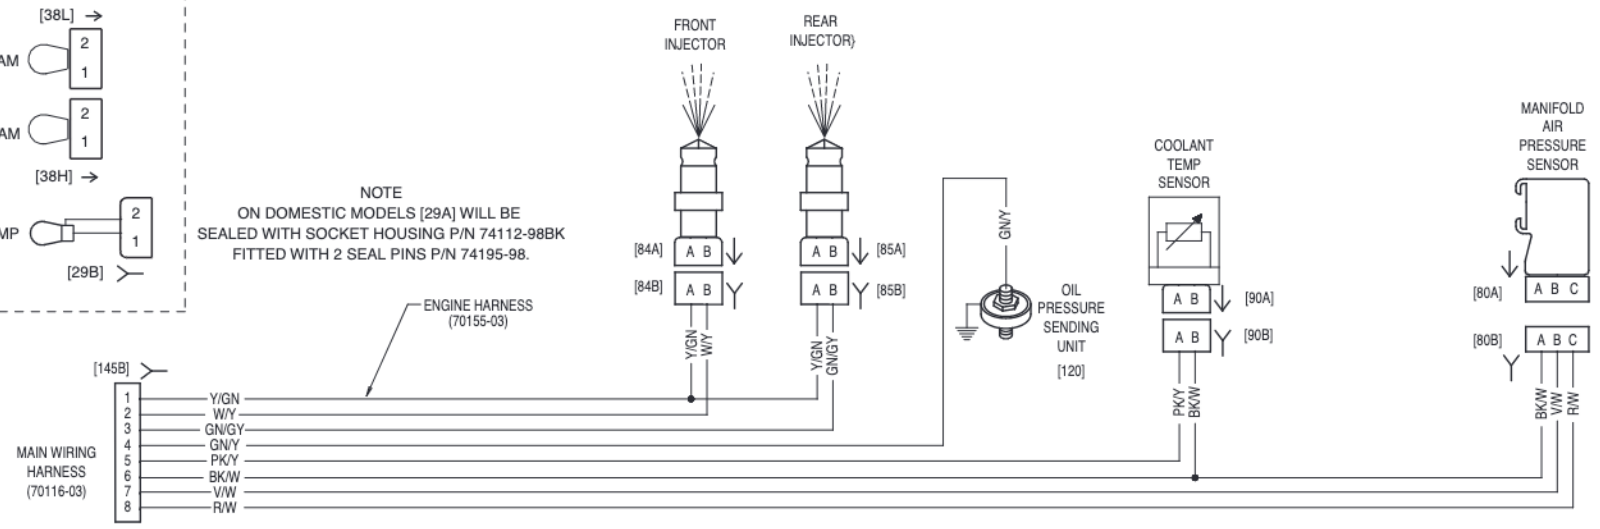 [38L]
2
1
AM
2
1
AM
[38H]
2
1
MP
[29B]
NOTE
ON DOMESTIC MODELS [29A] WILL BE
SEALED WITH SOCKET HOUSING P/N 74112-98BK
FITTED WITH 2 SEAL PINS P/N 74195-98.
ENGINE HARNESS
(70155-03)
FRONT
INJECTOR
[84A]
A B
[84B]
A B
Y/GN
W/Y
REAR
INJECTOR}
A B
[85A]
A B
[85B]
Y/GN
GN/GY
GN/Y
OIL
PRESSURE
SENDING
UNIT
[120]
COOLANT
TEMP
SENSOR
A B
[90A]
A B
[90B]
PK/Y
BK/W
MANIFOLD
AIR
PRESSURE
SENSOR
[80A]
A B C
[80B]
A B C
BK/W
V/W
R/W
[145B]
MAIN WIRING
HARNESS
(70116-03)
1 Y/GN
2 W/Y
3 GN/GY
4 GN/Y
5 PK/Y
6 BK/W
7 V/W
8 R/W